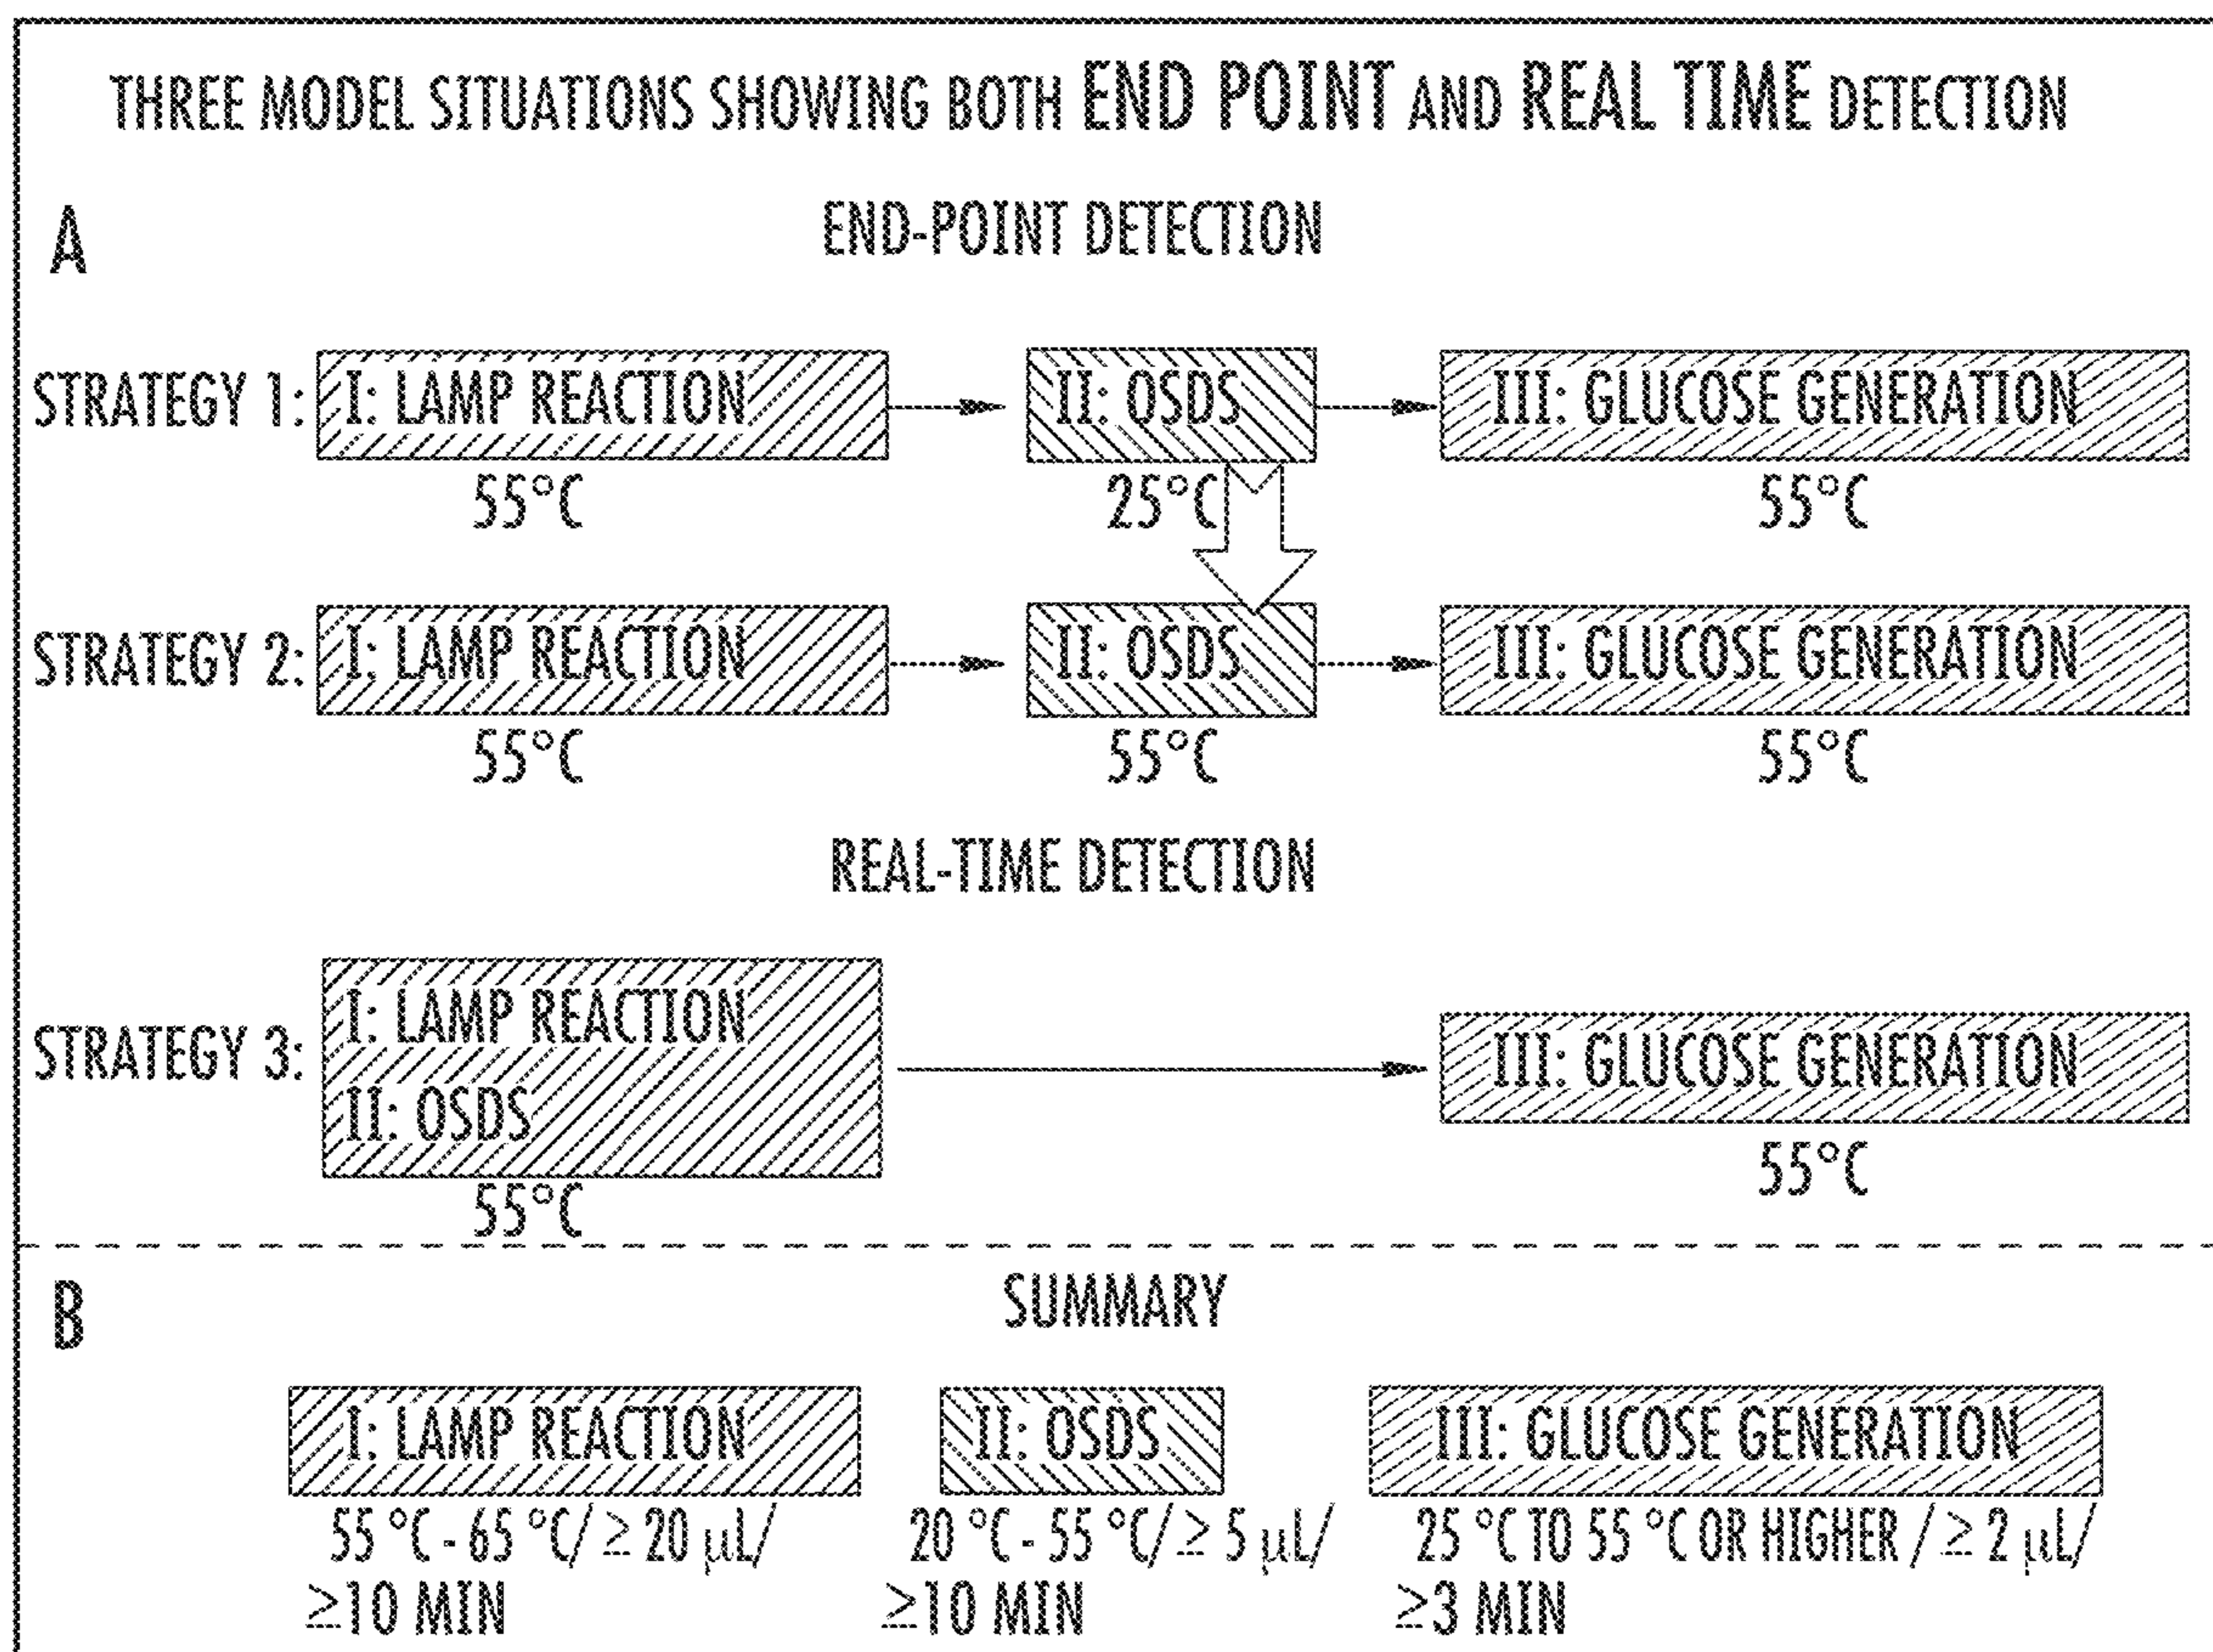 THREE MODEL SITUATIONS SHOWING BOTH END POINT AND REAL TIME DETECTION
A
END-POINT DETECTION
STRATEGY 1: I: LAMP REACTION II: OSDS III: GLUCOSE GENERATION
55°C 25°C 55°C
STRATEGY 2: I: LAMP REACTION II: OSDS III: GLUCOSE GENERATION
55°C 55°C 55°C
REAL-TIME DETECTION
STRATEGY 3: I: LAMP REACTION
II: OSDS
III: GLUCOSE GENERATION
55°C 55°C
B
SUMMARY
I: LAMP REACTION II: OSDS III: GLUCOSE GENERATION
55 °C - 65 °C/ ≥ 20 µL/
≥10 MIN
20 °C - 55 °C/ ≥ 5 µL/
≥10 MIN
25 °C TO 55 °C OR HIGHER / ≥ 2 µL/
≥3 MIN